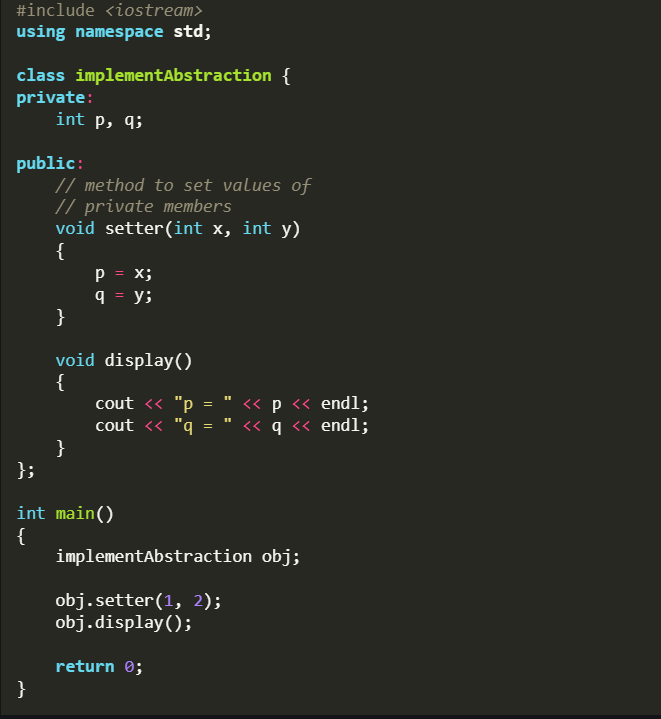 #include <iostream>
using namespace std;

class implementAbstraction {
private:
    int p, q;

public:
    // method to set values of
    // private members
    void setter(int x, int y)
    {
        p = x;
        q = y;
    }

    void display()
    {
        cout << "p = " << p << endl;
        cout << "q = " << q << endl;
    }
};

int main()
{
    implementAbstraction obj;

    obj.setter(1, 2);
    obj.display();

    return 0;
}